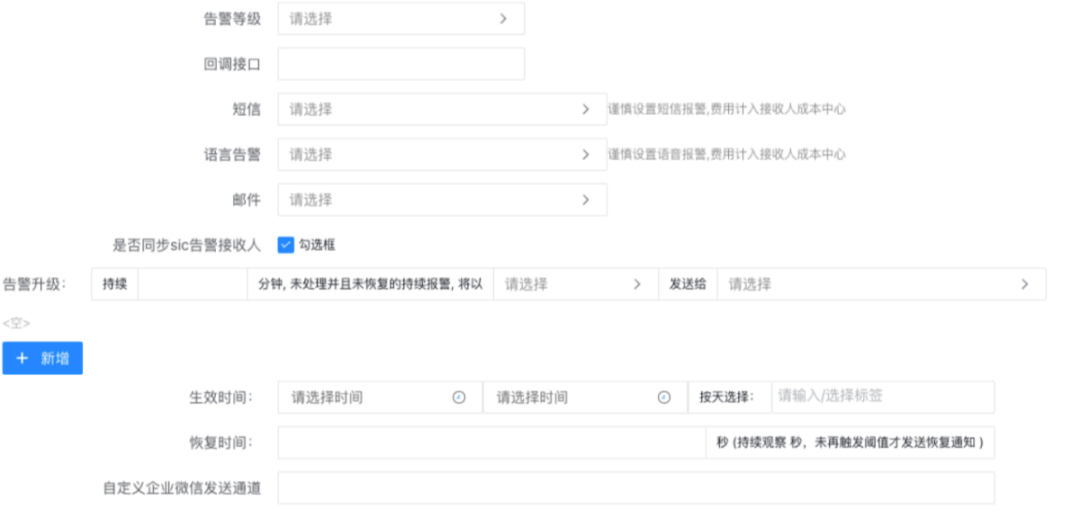 告警等级 请选择
回调接口
短信 请选择 谨慎设置短信报警,费用计入接收人成本中心
语言告警 请选择 谨慎设置语音报警,费用计入接收人成本中心
邮件 请选择
是否同步sic告警接收人 勾选框
告警升级: 持续 分钟, 未处理并且未恢复的持续报警, 将以 请选择 发送给 请选择
<空>
+ 新增
生效时间: 请选择时间 请选择时间 按天选择: 请输入/选择标签
恢复时间: 秒 (持续观察 秒, 未再触发阈值才发送恢复通知 )
自定义企业微信发送通道